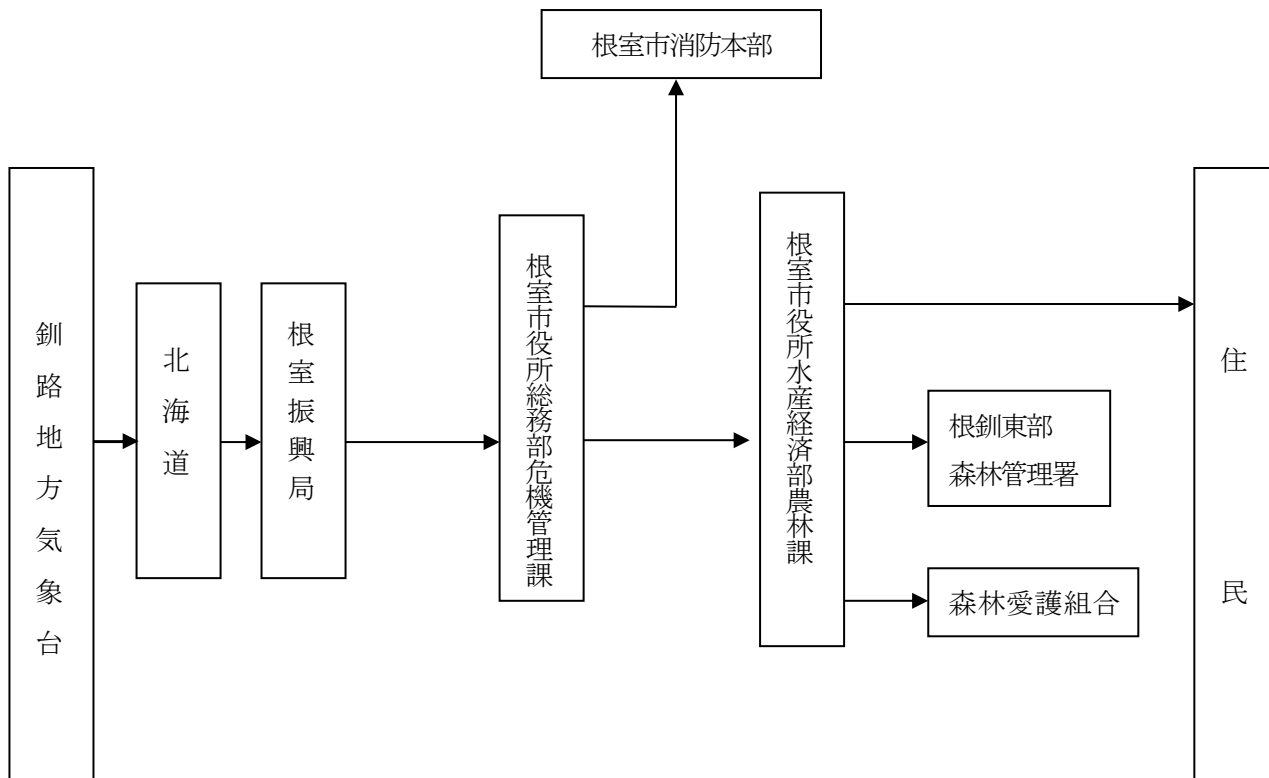 根室市消防本部
釧路地方気象台
北海道
根室振興局
根室市役所総務部危機管理課
根室市役所水産経済部農林課
根釧東部
森林管理署
森林愛護組合
住民